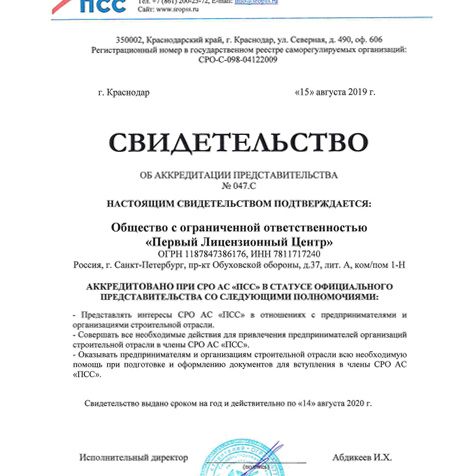 ПСС
Тел. +7 (861) 200-23-72, E-mail:
Сайт: www.sropss.ru
350002, Краснодарский край, г. Краснодар, ул. Северная, д. 490, оф. 606
Регистрационный номер в государственном реестре саморегулируемых организаций:
СРО-С-098-04122009
г. Краснодар «15» августа 2019 г.
СВИДЕТЕЛЬСТВО
ОБ АККРЕДИТАЦИИ ПРЕДСТАВИТЕЛЬСТВА
№ 047.С
НАСТОЯЩИМ СВИДЕТЕЛЬСТВОМ ПОДТВЕРЖДАЕТСЯ:
Общество с ограниченной ответственностью
«Первый Лицензионный Центр»
ОГРН 1187847386176, ИНН 7811717240
Россия, г. Санкт-Петербург, пр-кт Обуховской обороны, д.37, лит. А, ком/пом 1-Н
АККРЕДИТОВАНО ПРИ СРО АС «ПСС» В СТАТУСЕ ОФИЦИАЛЬНОГО
ПРЕДСТАВИТЕЛЬСТВА СО СЛЕДУЮЩИМИ ПОЛНОМОЧИЯМИ:
- Представлять интересы СРО АС «ПСС» в отношениях с предпринимателями и
организациями строительной отрасли.
- Совершать все необходимые действия для привлечения предпринимателей организаций
строительной отрасли в члены СРО АС «ПСС».
- Оказывать предпринимателям и организациям строительной отрасли всю необходимую
помощь при подготовке и оформлению документов для вступления в члены СРО АС
«ПСС».
Свидетельство выдано сроком на год и действительно по «14» августа 2020 г.
Исполнительный директор Абдикеев И.Х.
(подпись)